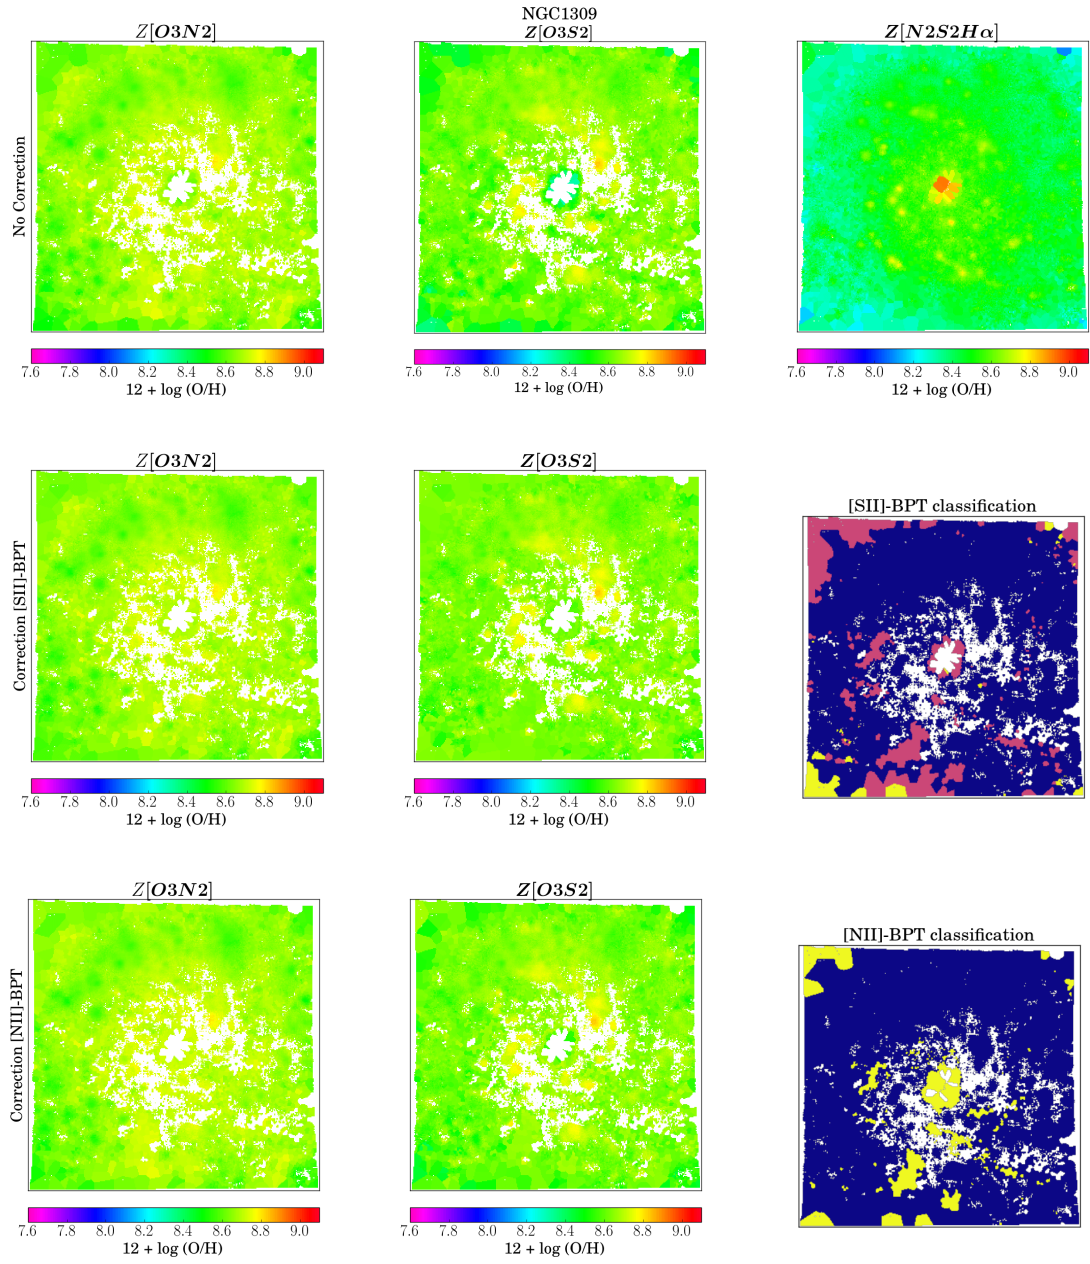 NGC1309
Z[O3N2]
Z[O3S2]
Z[N2S2Hα]
No Correction
7.6 7.8 8.0 8.2 8.4 8.6 8.8 9.0
12 + log (O/H)
7.6 7.8 8.0 8.2 8.4 8.6 8.8 9.0
12 + log (O/H)
7.6 7.8 8.0 8.2 8.4 8.6 8.8 9.0
12 + log (O/H)
Z[O3N2]
Z[O3S2]
[SII]-BPT classification
Correction [SII]-BPT
7.6 7.8 8.0 8.2 8.4 8.6 8.8 9.0
12 + log (O/H)
7.6 7.8 8.0 8.2 8.4 8.6 8.8 9.0
12 + log (O/H)
Z[O3N2]
Z[O3S2]
[NII]-BPT classification
Correction [NII]-BPT
7.6 7.8 8.0 8.2 8.4 8.6 8.8 9.0
12 + log (O/H)
7.6 7.8 8.0 8.2 8.4 8.6 8.8 9.0
12 + log (O/H)